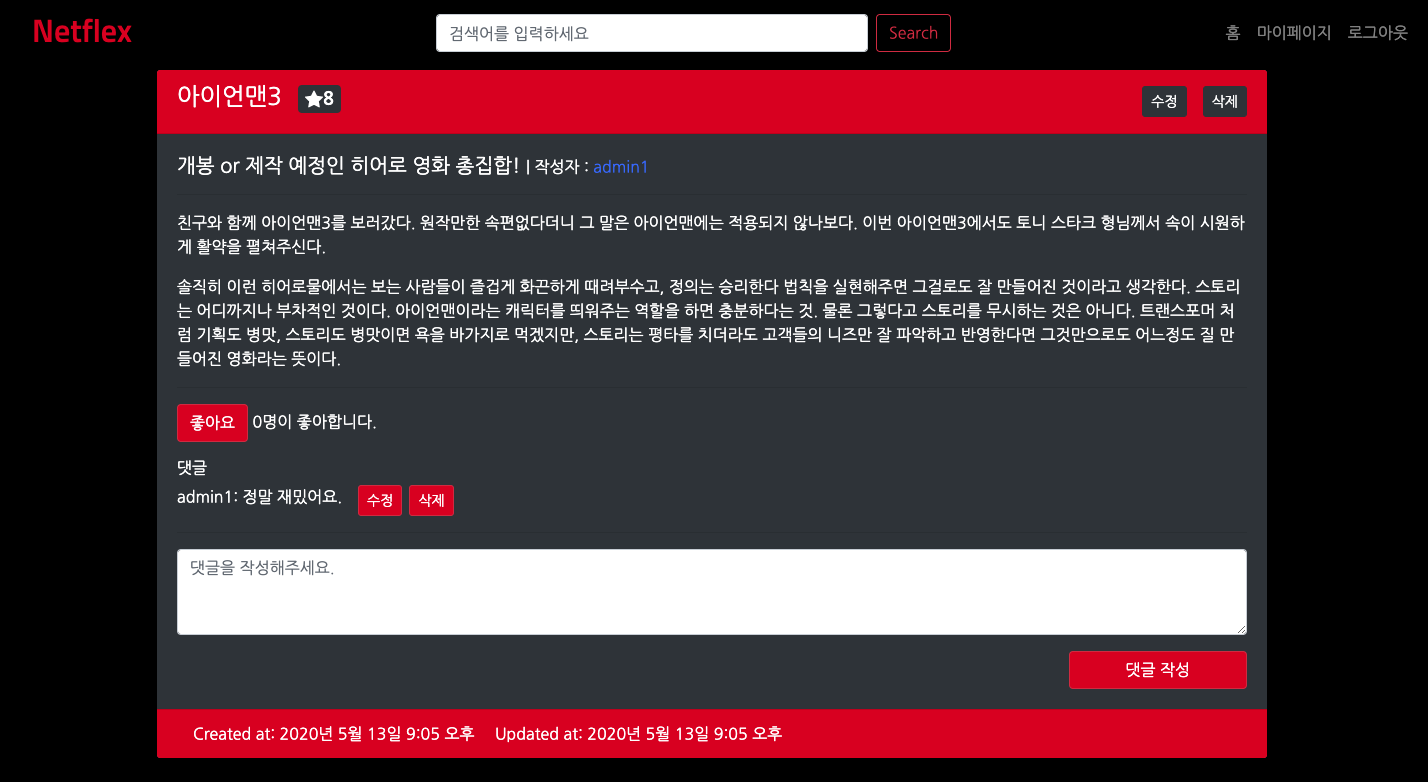 Netflex
검색어를 입력하세요
Search
홈 마이페이지 로그아웃
아이언맨3 ★8
수정 삭제
개봉 or 제작 예정인 히어로 영화 총집합! | 작성자 : admin1
친구와 함께 아이언맨3를 보러갔다. 원작만한 속편없다더니 그 말은 아이언맨에는 적용되지 않나보다. 이번 아이언맨3에서도 토니 스타크 형님께서 속이 시원하
게 활약을 펼쳐주신다.
솔직히 이런 히어로물에서는 보는 사람들이 즐겁게 화끈하게 때려부수고, 정의는 승리한다 법칙을 실현해주면 그걸로도 잘 만들어진 것이라고 생각한다. 스토리
는 어디까지나 부차적인 것이다. 아이언맨이라는 캐릭터를 띄워주는 역할을 하면 충분하다는 것. 물론 그렇다고 스토리를 무시하는 것은 아니다. 트랜스포머 처
럼 기획도 병맛, 스토리도 병맛이면 욕을 바가지로 먹겠지만, 스토리는 평타를 치더라도 고객들의 니즈만 잘 파악하고 반영한다면 그것만으로도 어느정도 질 만
들어진 영화라는 뜻이다.
좋아요 0명이 좋아합니다.
댓글
admin1: 정말 재밌어요. 수정 삭제
댓글을 작성해주세요.
댓글 작성
Created at: 2020년 5월 13일 9:05 오후 Updated at: 2020년 5월 13일 9:05 오후